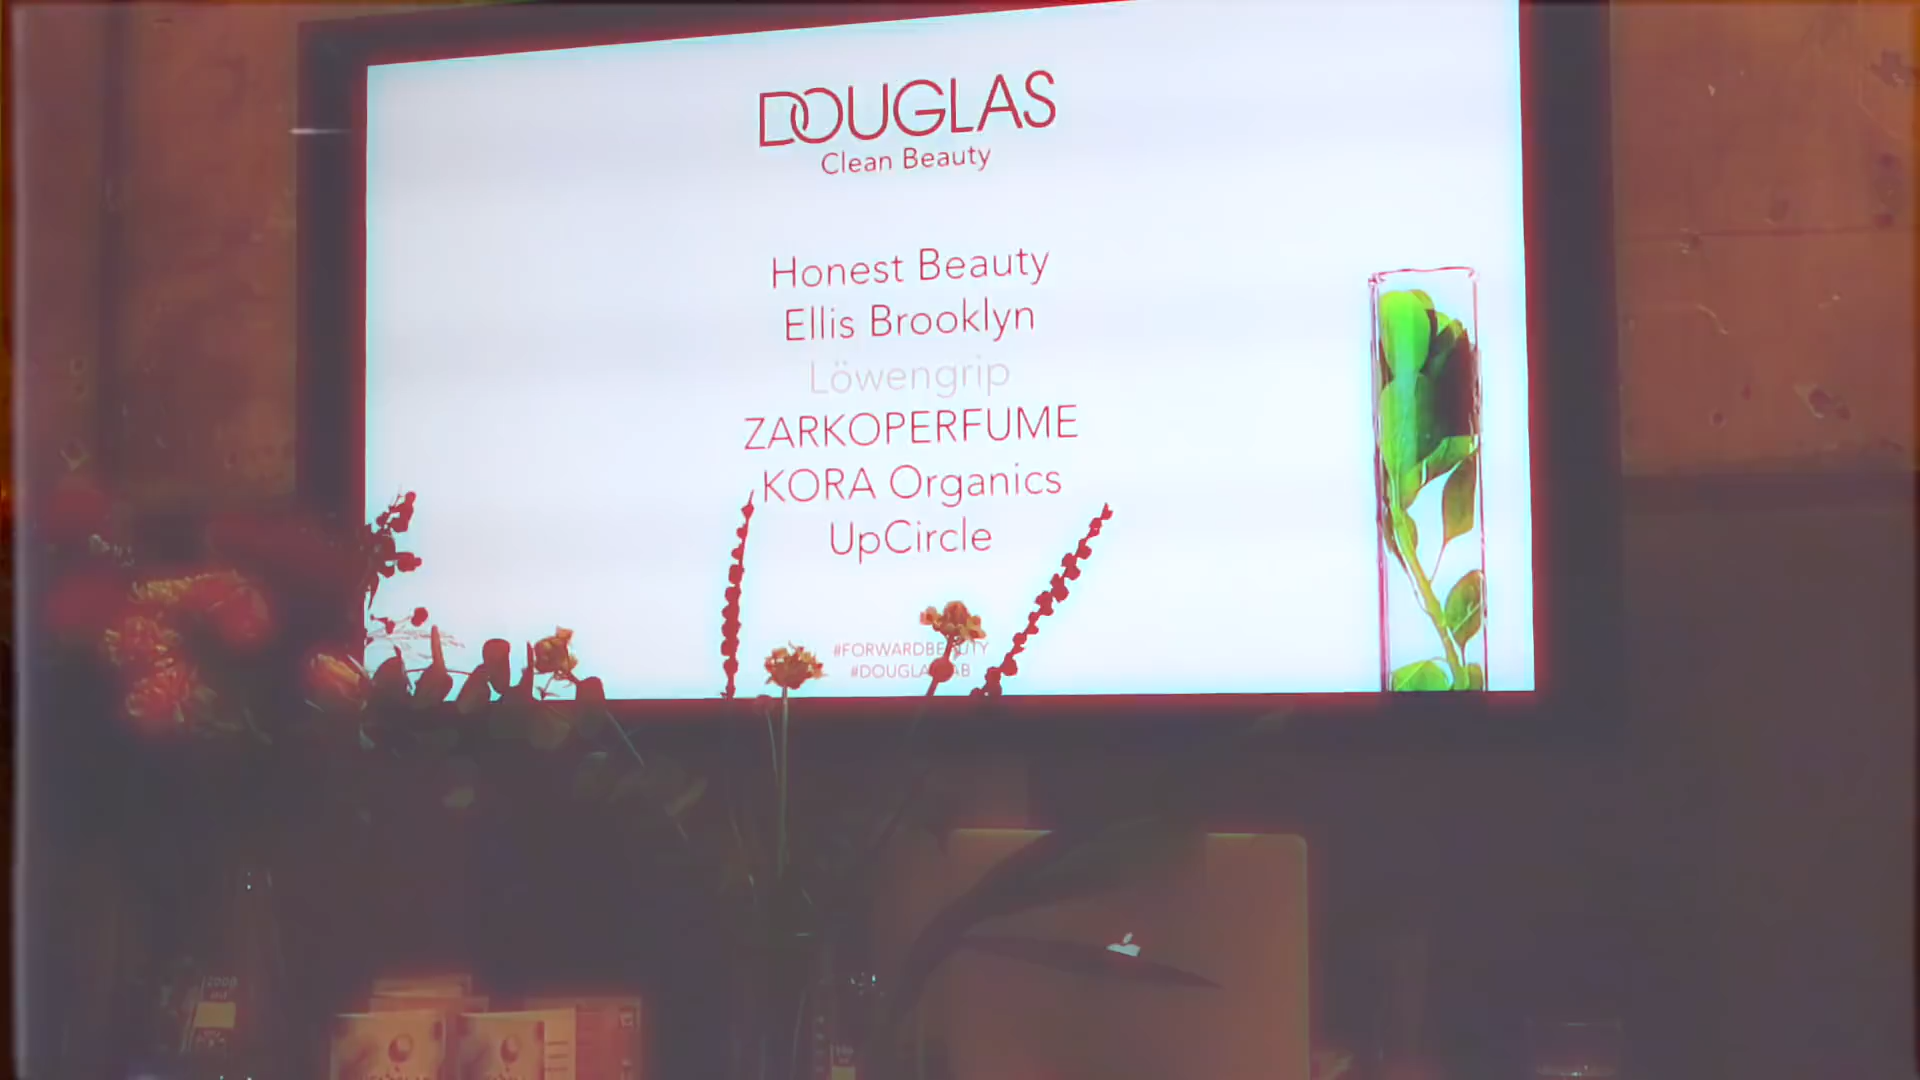 DOUGLAS
Clean Beauty
Honest Beauty
Ellis Brooklyn
Löwengrip
ZARKOPERFUME
KORA Organics
UpCircle